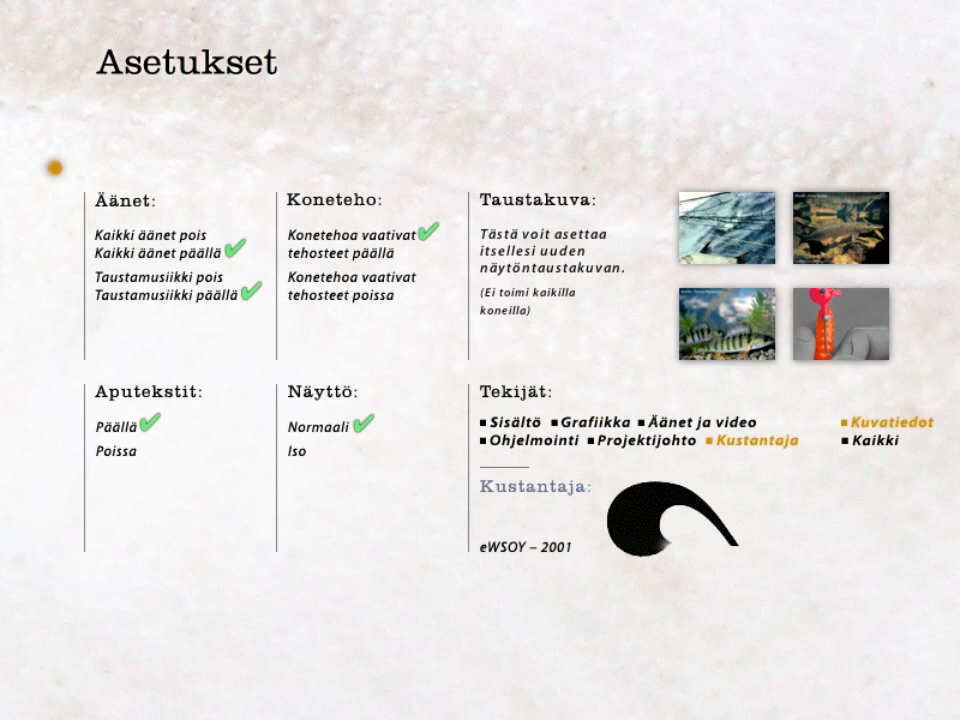 Asetukset
Äänet:
Kaikki äänet pois
Kaikki äänet päällä
Taustamusiikki pois
Taustamusiikki päällä
Koneteho:
Konetehoa vaativat
tehosteet päällä
Konetehoa vaativat
tehosteet poissa
Taustakuva:
Tästä voit asettaa
itsellesi uuden
näytöntaustakuvan.
(Ei toimi kaikilla
koneilla)
Aputekstit:
Päällä
Poissa
Näyttö:
Normaali
Iso
Tekijät:
Sisältö Grafiikka Äänet ja video Kuvatiedot
Ohjelmointi Projektijohto Kustantaja Kaikki
Kustantaja:
eWSOY – 2001